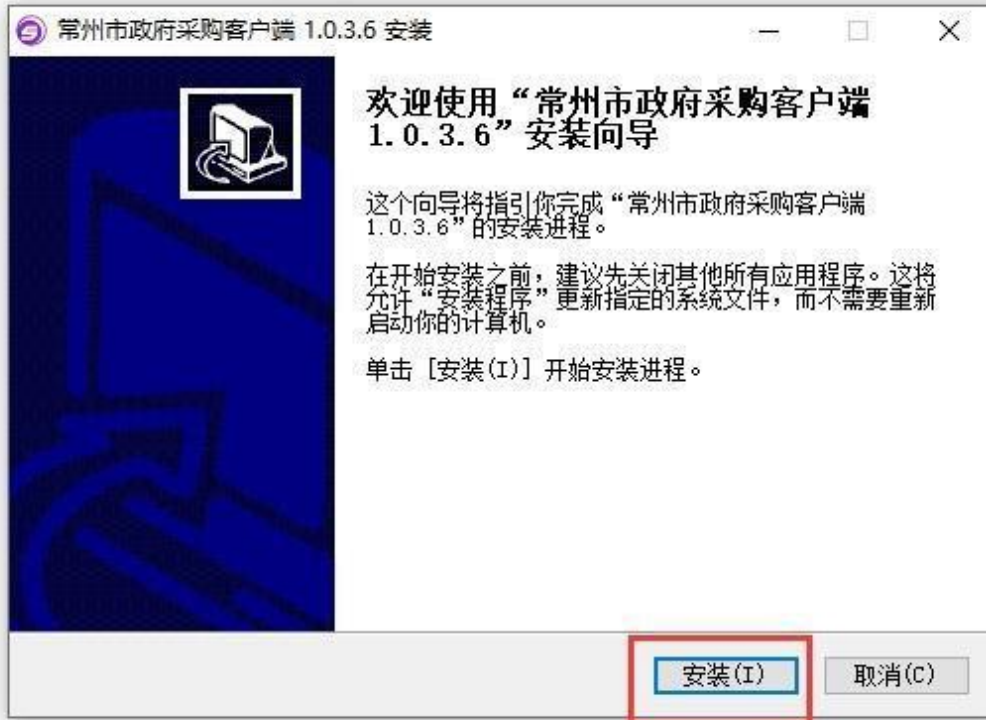 常州市政府采购客户端 1.0.3.6 安装
欢迎使用“常州市政府采购客户端
1.0.3.6”安装向导
这个向导将指引你完成“常州市政府采购客户端
1.0.3.6”的安装进程。
在开始安装之前，建议先关闭其他所有应用程序。这将
允许“安装程序”更新指定的系统文件，而不需要重新
启动你的计算机。
单击 [安装(I)] 开始安装进程。
安装(I)
取消(C)